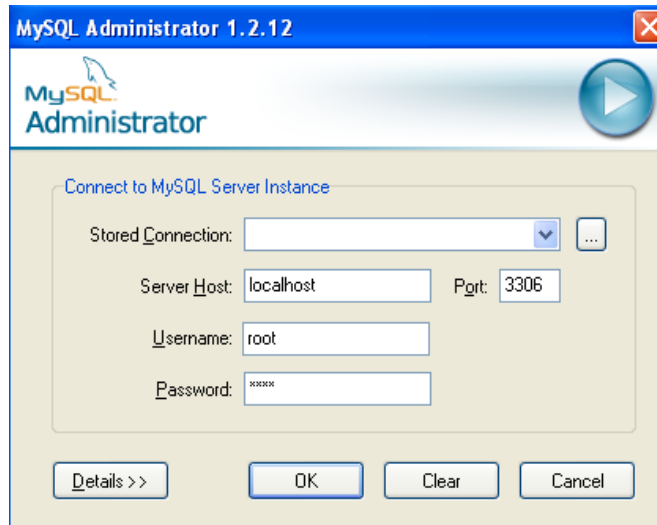 MySQL Administrator 1.2.12
MySQL
Administrator
Connect to MySQL Server Instance
Stored Connection:
...
Server Host: localhost Port: 3306
Username: root
Password: ****
Details >> OK Clear Cancel